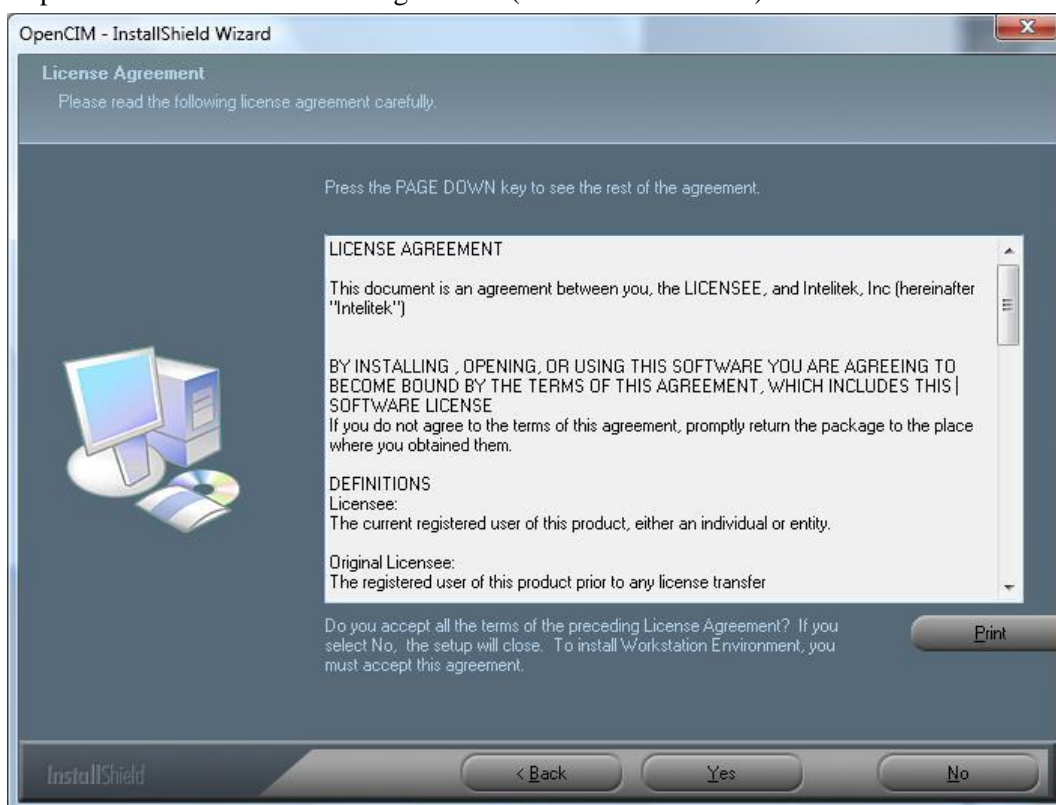 OpenCIM - InstallShield Wizard
License Agreement
Please read the following license agreement carefully.
Press the PAGE DOWN key to see the rest of the agreement.
LICENSE AGREEMENT
This document is an agreement between you, the LICENSEE, and Intelitek, Inc (hereinafter
"Intelitek")
BY INSTALLING , OPENING, OR USING THIS SOFTWARE YOU ARE AGREEING TO
BECOME BOUND BY THE TERMS OF THIS AGREEMENT, WHICH INCLUDES THIS
SOFTWARE LICENSE
If you do not agree to the terms of this agreement, promptly return the package to the place
where you obtained them.
DEFINITIONS
Licensee:
The current registered user of this product, either an individual or entity.
Original Licensee:
The registered user of this product prior to any license transfer
Do you accept all the terms of the preceding License Agreement? If you
select No, the setup will close. To install Workstation Environment, you
must accept this agreement.
Print
InstallShield
< Back
Yes
No